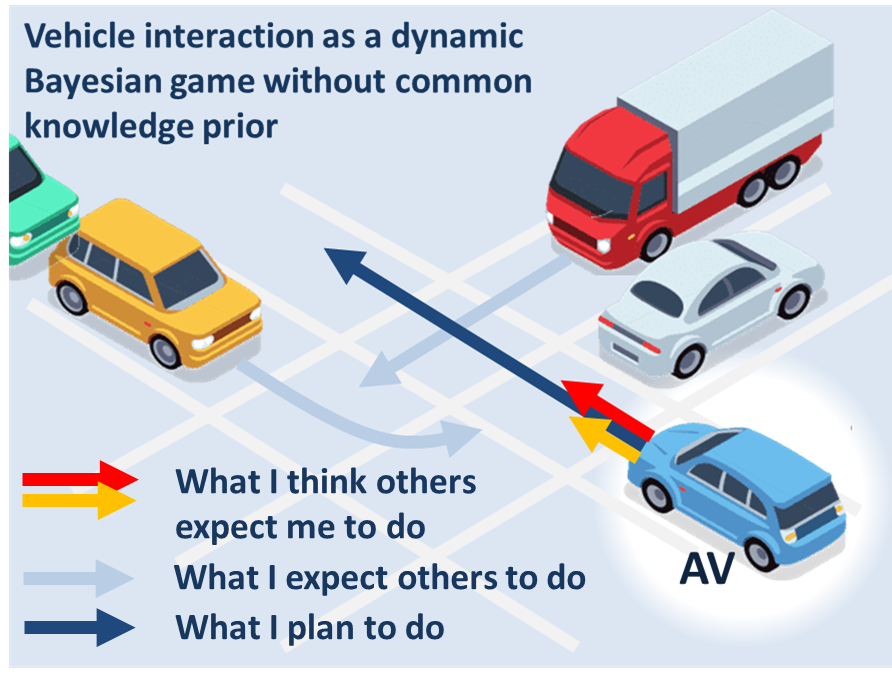 Vehicle interaction as a dynamic
Bayesian game without common
knowledge prior
What I think others
expect me to do
What I expect others to do
What I plan to do
AV